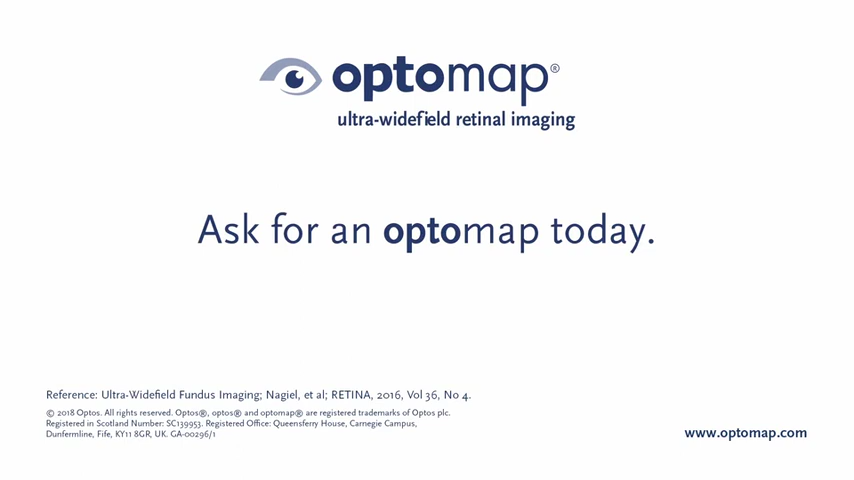 optomap®
ultra-widefield retinal imaging
Ask for an optomap today.
Reference: Ultra-Widefield Fundus Imaging; Nagiel, et al; RETINA, 2016, Vol 36, No 4.
© 2018 Optos. All rights reserved. Optos®, optos® and optomap® are registered trademarks of Optos plc.
Registered in Scotland Number: SC139953. Registered Office: Queensferry House, Carnegie Campus,
Dunfermline, Fife, KY11 8GR, UK. GA-00296/1
www.optomap.com